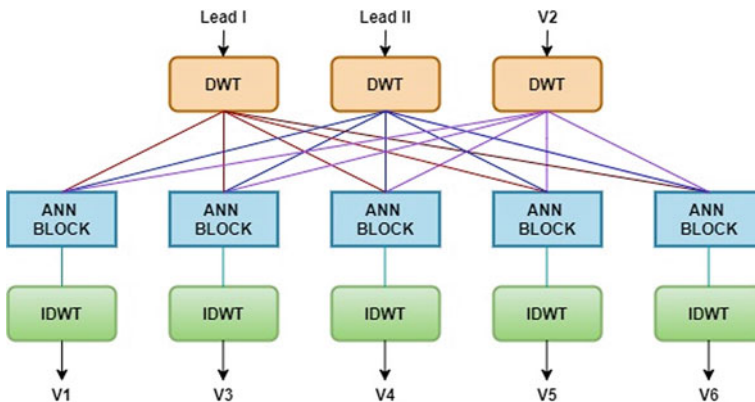 Lead I Lead II V2
DWT DWT DWT
ANN ANN ANN ANN ANN
BLOCK BLOCK BLOCK BLOCK BLOCK
IDWT IDWT IDWT IDWT IDWT
V1 V3 V4 V5 V6